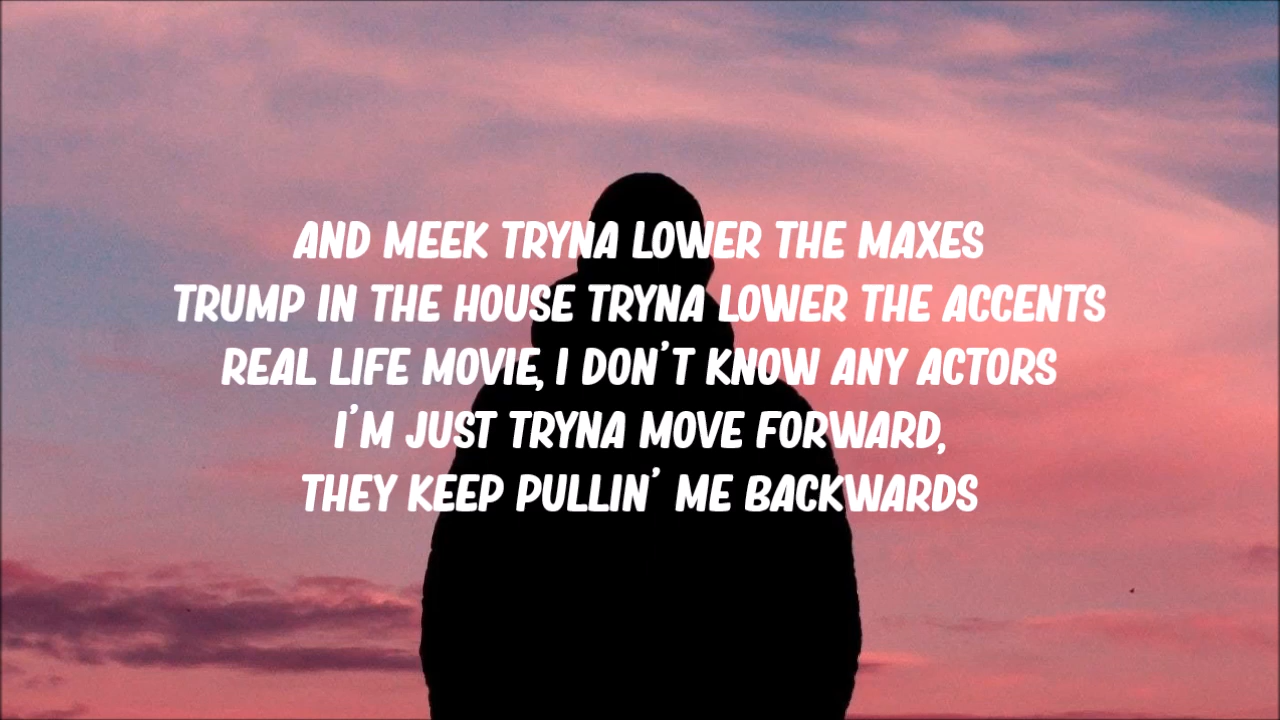 AND MEEK TRYNA LOWER THE MAXES
TRUMP IN THE HOUSE TRYNA LOWER THE ACCENTS
REAL LIFE MOVIE, I DON'T KNOW ANY ACTORS
I'M JUST TRYNA MOVE FORWARD,
THEY KEEP PULLIN' ME BACKWARDS